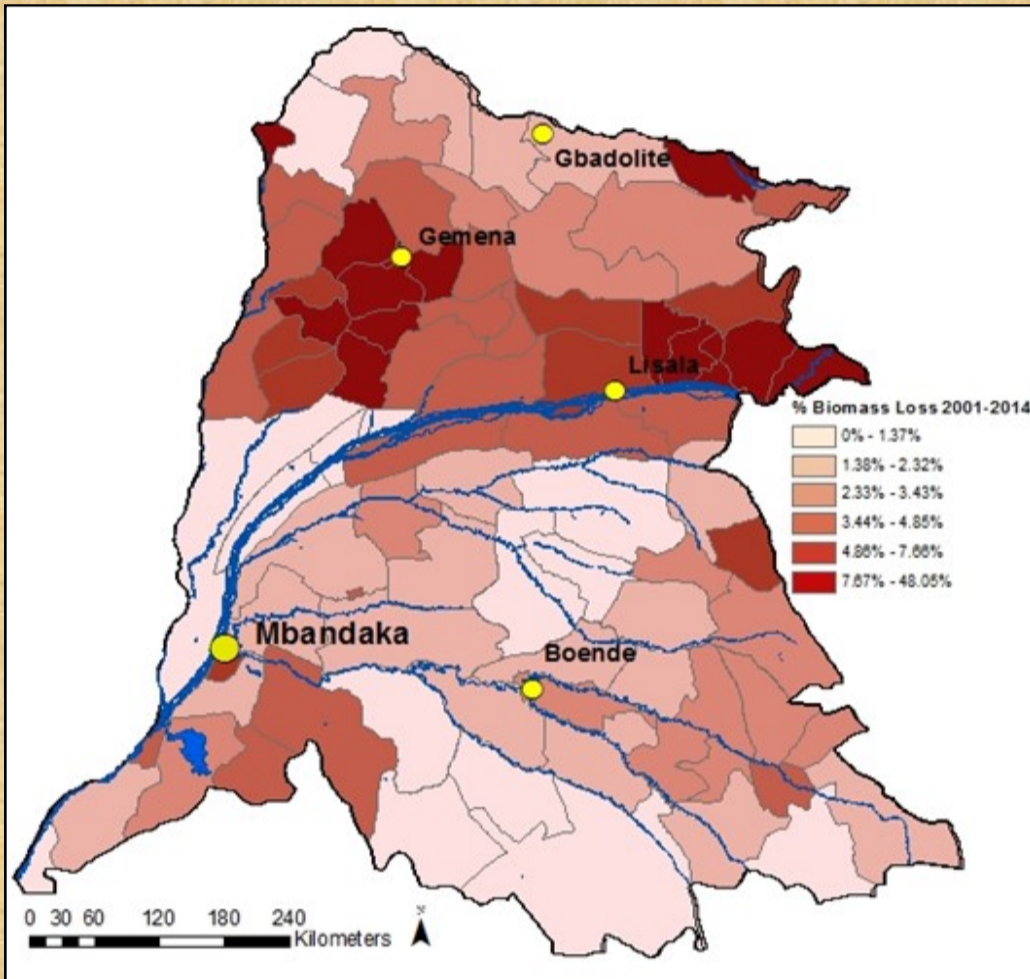 Gbadolite
Gemena
Lisala
% Biomass Loss 2001-2014
0% - 1.37%
1.38% - 2.32%
2.33% - 3.43%
3.44% - 4.85%
4.86% - 7.66%
7.67% - 48.05%
Mbandaka
Boende
0 30 60 120 180 240
Kilometers